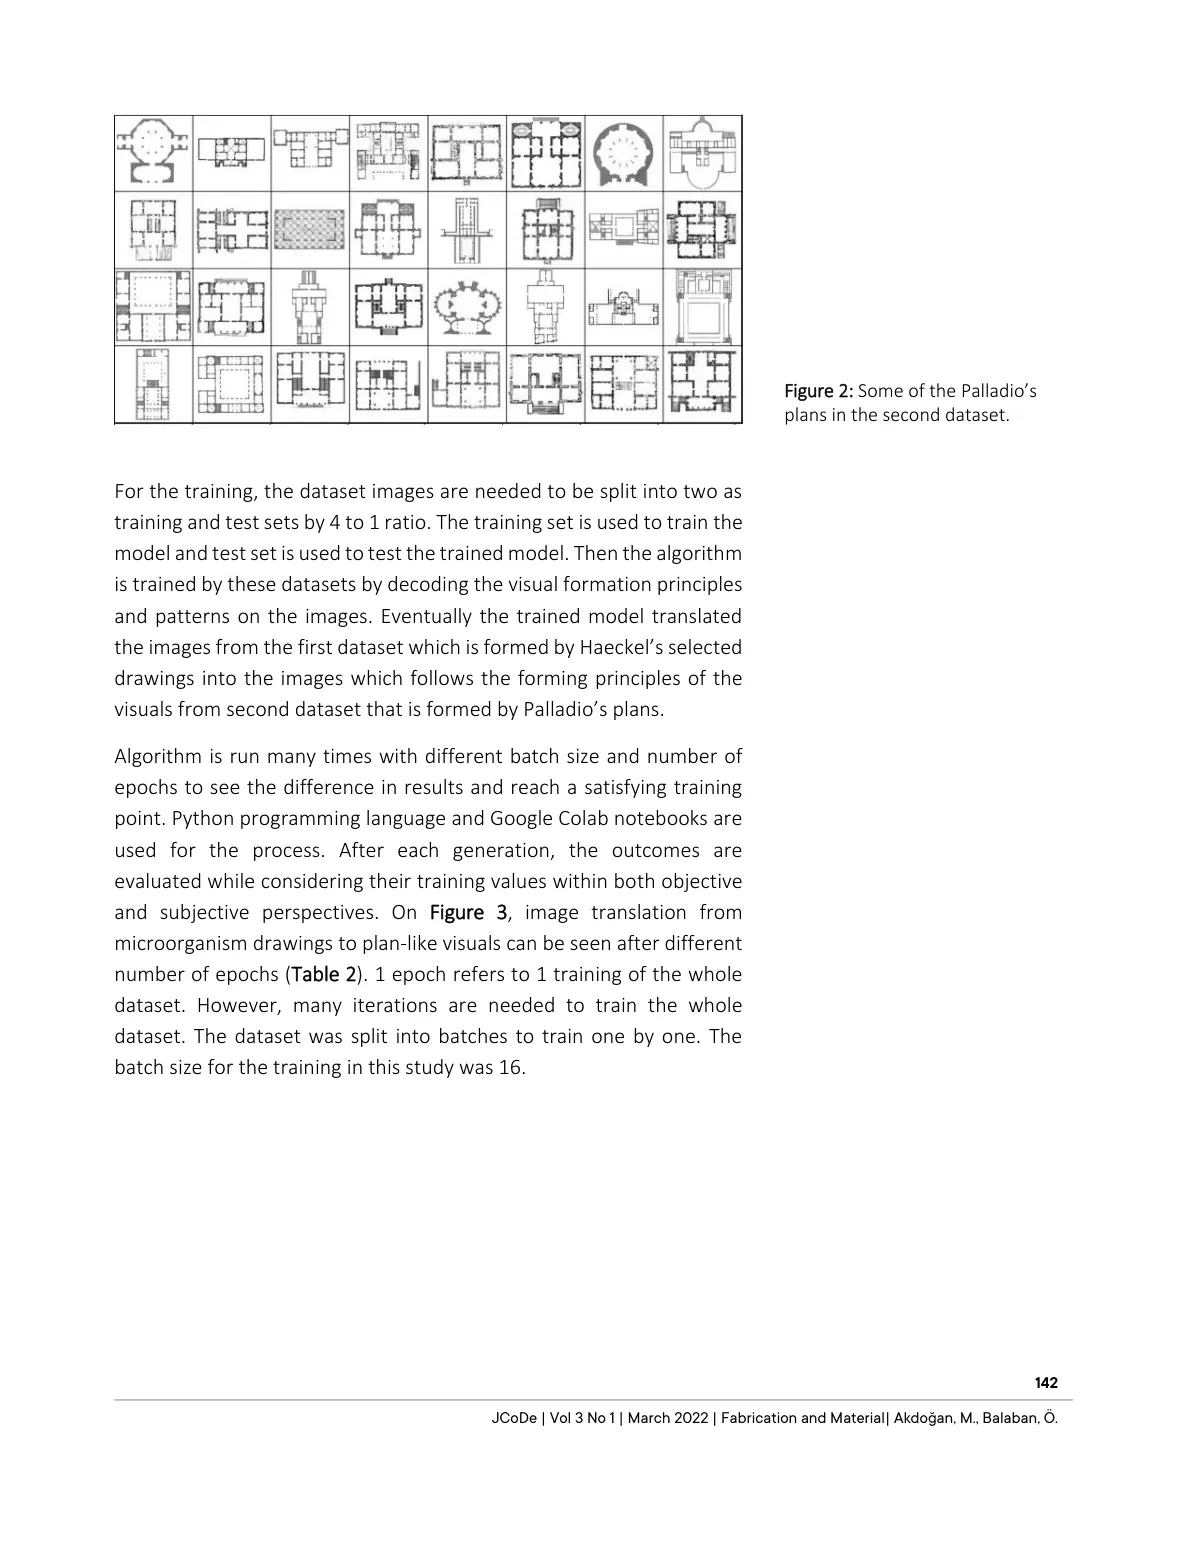 Figure 2: Some of the Palladio’s
plans in the second dataset.
For the training, the dataset images are needed to be split into two as
training and test sets by 4 to 1 ratio. The training set is used to train the
model and test set is used to test the trained model. Then the algorithm
is trained by these datasets by decoding the visual formation principles
and patterns on the images. Eventually the trained model translated
the images from the first dataset which is formed by Haeckel’s selected
drawings into the images which follows the forming principles of the
visuals from second dataset that is formed by Palladio’s plans.
Algorithm is run many times with different batch size and number of
epochs to see the difference in results and reach a satisfying training
point. Python programming language and Google Colab notebooks are
used for the process. After each generation, the outcomes are
evaluated while considering their training values within both objective
and subjective perspectives. On Figure 3, image translation from
microorganism drawings to plan-like visuals can be seen after different
number of epochs (Table 2). 1 epoch refers to 1 training of the whole
dataset. However, many iterations are needed to train the whole
dataset. The dataset was split into batches to train one by one. The
batch size for the training in this study was 16.
142
JCoDe | Vol 3 No 1 | March 2022 | Fabrication and Material| Akdoğan, M., Balaban, Ö.